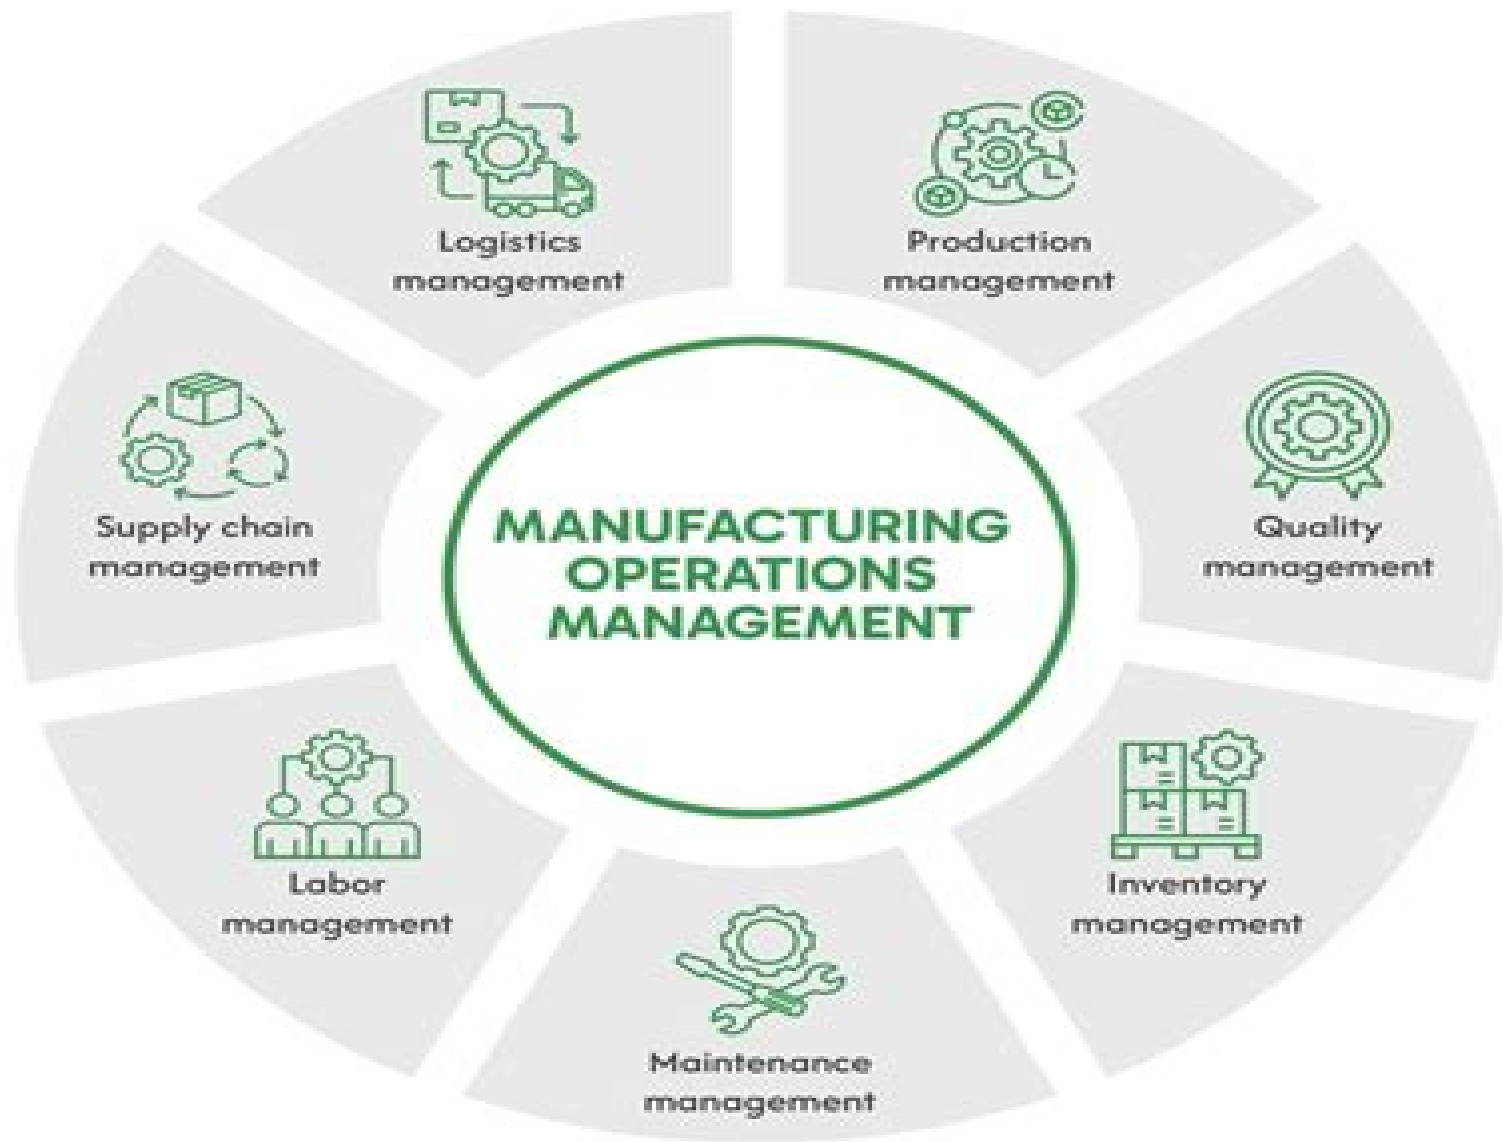 Logistics
management
Production
management
Supply chain
management
Quality
management
MANUFACTURING
OPERATIONS
MANAGEMENT
Labor
management
Inventory
management
Maintenance
management